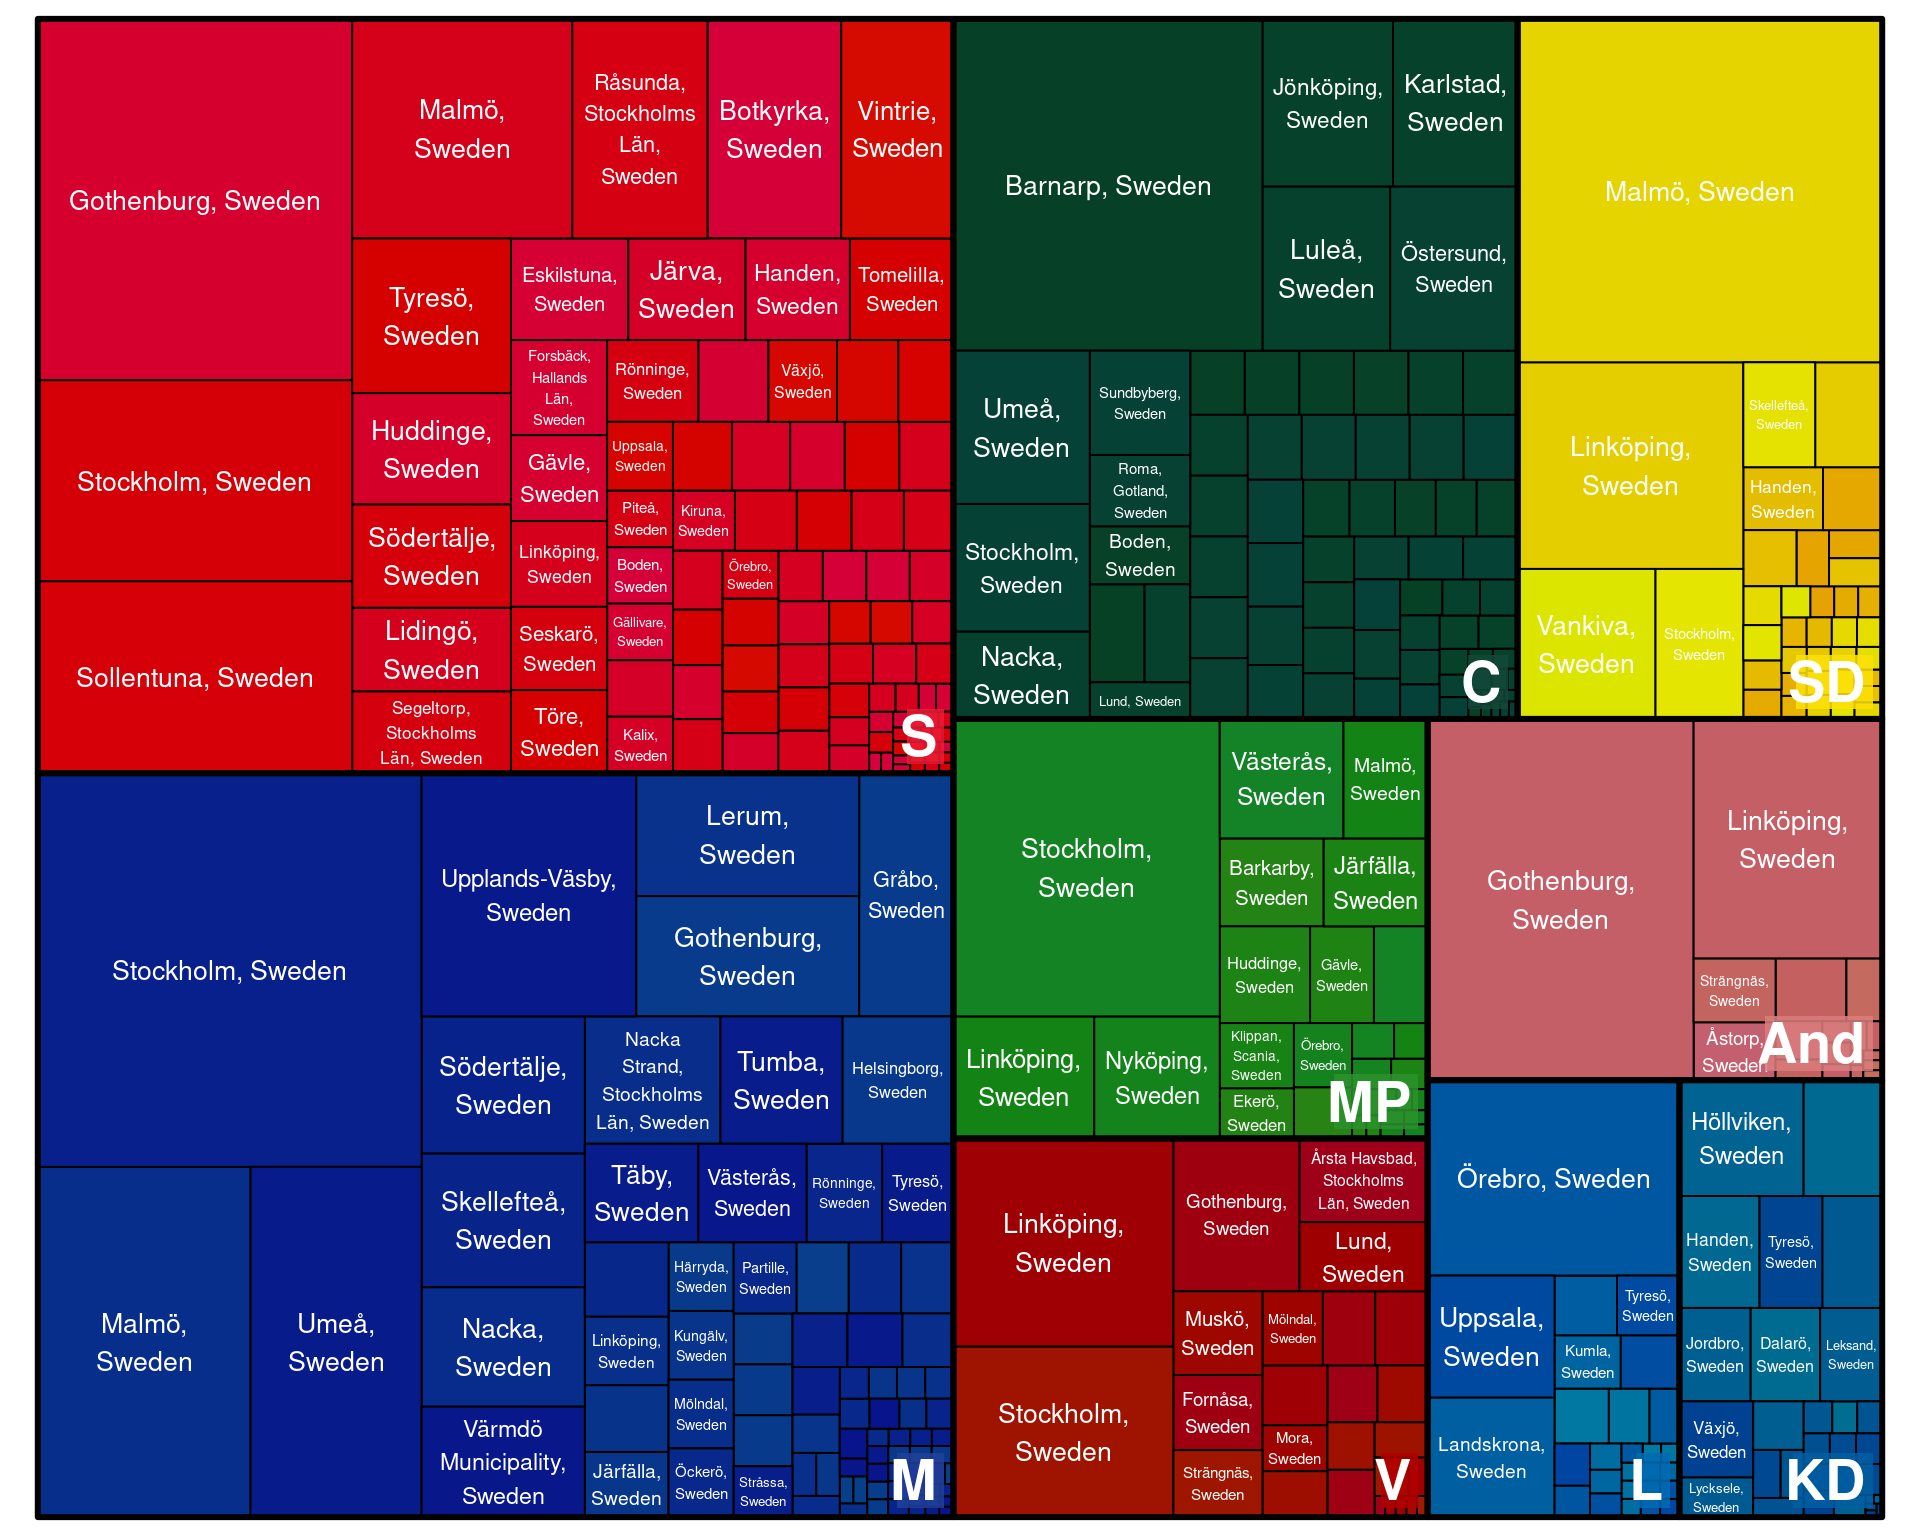 Gothenburg, Sweden
Stockholm, Sweden
Sollentuna, Sweden
Malmö,
Sweden
Råsunda,
Stockholms
Län,
Sweden
Botkyrka,
Sweden
Vintrie,
Sweden
Tyresö,
Sweden
Huddinge,
Sweden
Södertälje,
Sweden
Lidingö,
Sweden
Segeltorp,
Stockholms
Län, Sweden
Eskilstuna,
Sweden
Järva,
Sweden
Handen,
Sweden
Tomelilla,
Sweden
Forsbäck,
Hallands
Län,
Sweden
Gävle,
Sweden
Linköping,
Sweden
Seskarö,
Sweden
Töre,
Sweden
Rönninge,
Sweden
Växjö,
Sweden
Uppsala,
Sweden
Piteå,
Sweden
Kiruna,
Sweden
Boden,
Sweden
Örebro,
Sweden
Gällivare,
Sweden
Kalix,
Sweden
S
Barnarp, Sweden
Jönköping,
Sweden
Karlstad,
Sweden
Luleå,
Sweden
Östersund,
Sweden
Umeå,
Sweden
Stockholm,
Sweden
Nacka,
Sweden
Sundbyberg,
Sweden
Roma,
Gotland,
Sweden
Boden,
Sweden
Lund, Sweden
C
Malmö, Sweden
Linköping,
Sweden
Vankiva,
Sweden
Stockholm,
Sweden
Skellefteå,
Sweden
Handen,
Sweden
SD
Stockholm, Sweden
Malmö,
Sweden
Umeå,
Sweden
Upplands-Väsby,
Sweden
Lerum,
Sweden
Gothenburg,
Sweden
Gråbo,
Sweden
Södertälje,
Sweden
Skellefteå,
Sweden
Nacka,
Sweden
Värmdö
Municipality,
Sweden
Nacka
Strand,
Stockholms
Län, Sweden
Tumba,
Sweden
Helsingborg,
Sweden
Täby,
Sweden
Västerås,
Sweden
Rönninge,
Sweden
Tyresö,
Sweden
Härryda,
Sweden
Partille,
Sweden
Linköping,
Sweden
Kungälv,
Sweden
Mölndal,
Sweden
Järfälla,
Sweden
Öckerö,
Sweden
Stråssa,
Sweden
M
Stockholm,
Sweden
Linköping,
Sweden
Nyköping,
Sweden
Västerås,
Sweden
Malmö,
Sweden
Barkarby,
Sweden
Järfälla,
Sweden
Huddinge,
Sweden
Gävle,
Sweden
Klippan,
Scania,
Sweden
Örebro,
Sweden
Ekerö,
Sweden
MP
Gothenburg,
Sweden
Linköping,
Sweden
Strängnäs,
Sweden
Åstorp,
Sweden
And
Linköping,
Sweden
Stockholm,
Sweden
Gothenburg,
Sweden
Årsta Havsbad,
Stockholms
Län, Sweden
Lund,
Sweden
Muskö,
Sweden
Mölndal,
Sweden
Fornåsa,
Sweden
Mora,
Sweden
Strängnäs,
Sweden
V
Örebro, Sweden
Uppsala,
Sweden
Landskrona,
Sweden
Tyresö,
Sweden
Kumla,
Sweden
L
Höllviken,
Sweden
Handen,
Sweden
Tyresö,
Sweden
Jordbro,
Sweden
Dalarö,
Sweden
Leksand,
Sweden
Växjö,
Sweden
Lycksele,
Sweden
KD